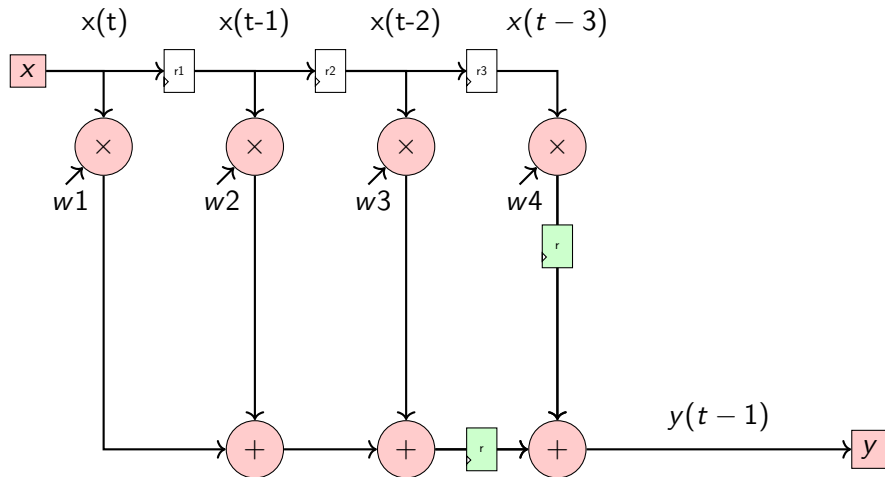 x(t) x(t-1) x(t-2) x(t − 3)
x r1 r2 r3
× × × ×
w1 w2 w3 w4
r
y(t − 1)
+ + r + y